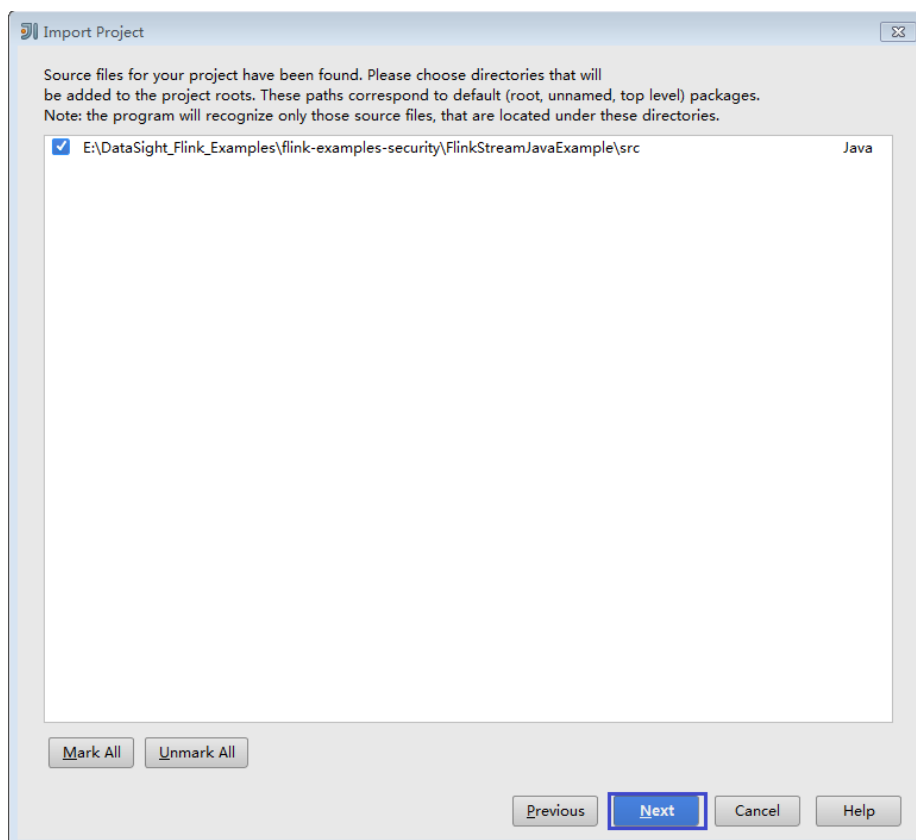 Import Project
Source files for your project have been found. Please choose directories that will
be added to the project roots. These paths correspond to default (root, unnamed, top level) packages.
Note: the program will recognize only those source files, that are located under these directories.
E:\DataSight_Flink_Examples\flink-examples-security\FlinkStreamJavaExample\src Java
Mark All Unmark All
Previous Next Cancel Help